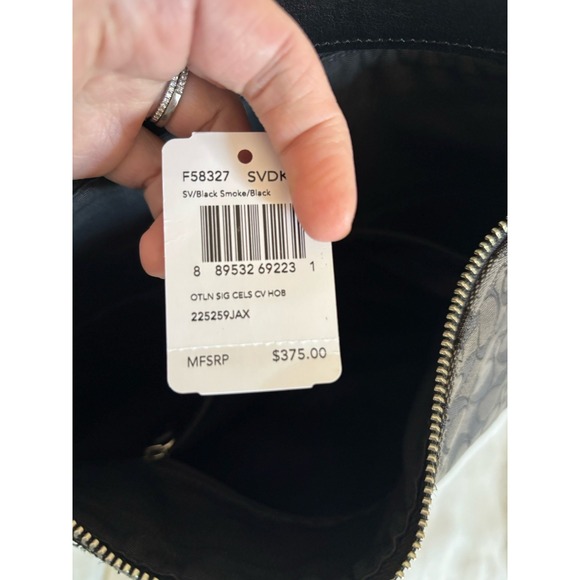 F58327 SVDK
SV/Black Smoke/Black
8 89532 69223 1
OTLN SIG CELS CV HOB
225259JAX
MFSRP $375.00